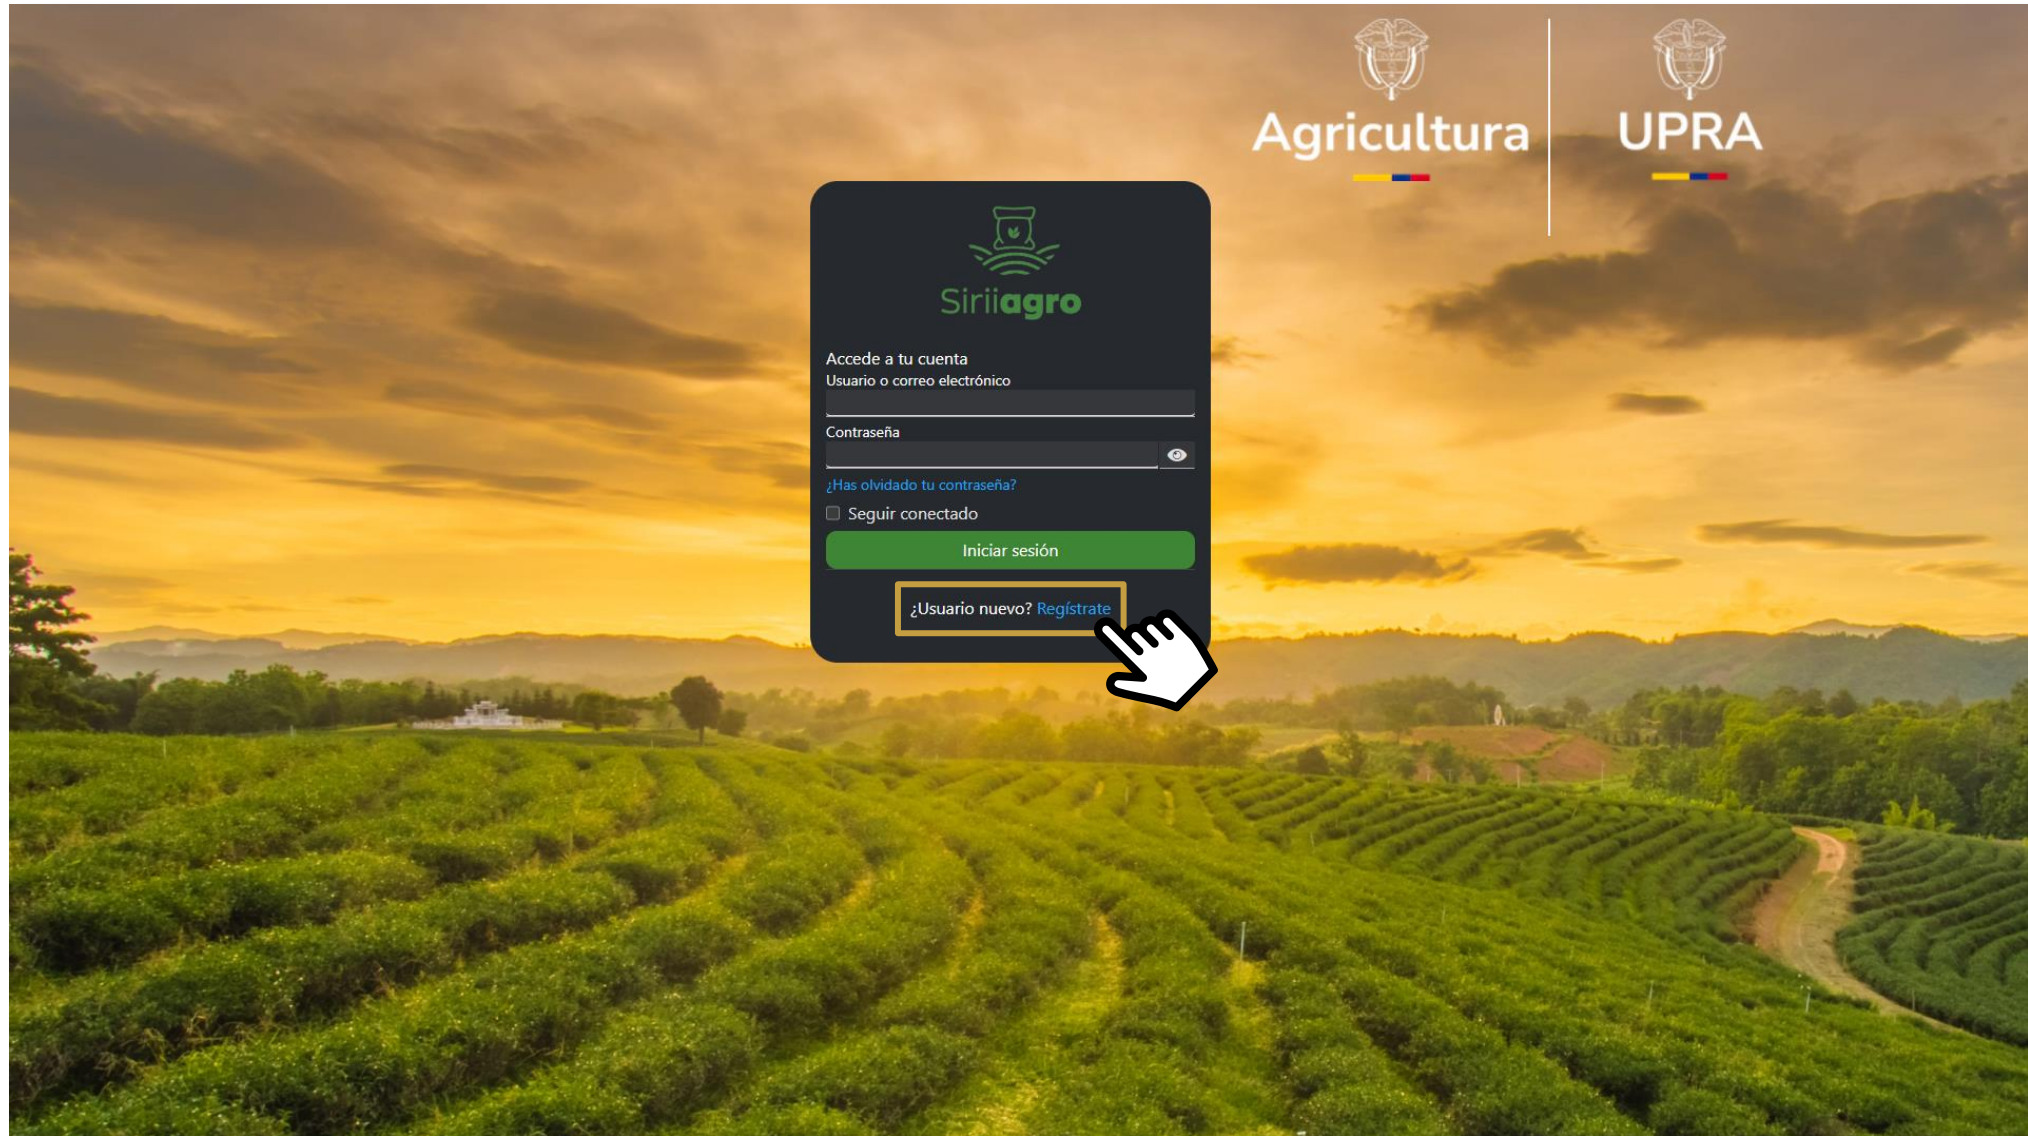 Agricultura
UPRA
Siriiagro
Accede a tu cuenta
Usuario o correo electrónico
Contraseña
¿Has olvidado tu contraseña?
Seguir conectado
Iniciar sesión
¿Usuario nuevo? Regístrate